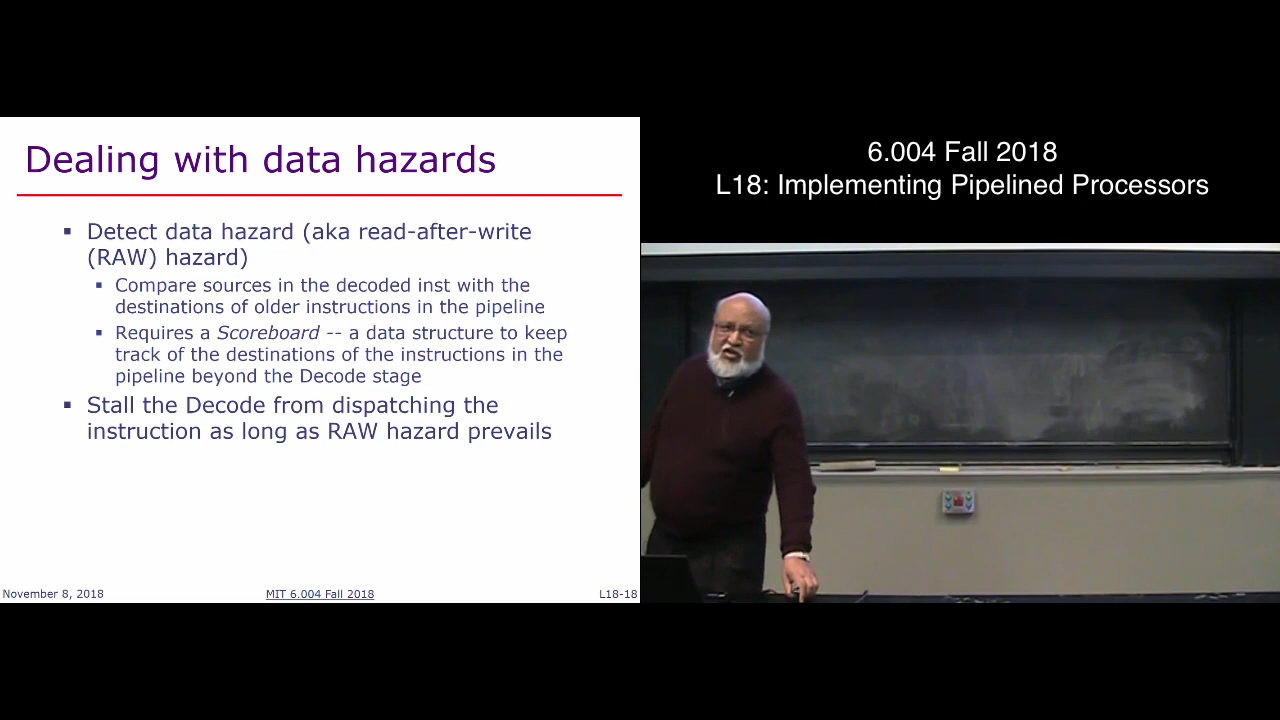 Dealing with data hazards
▪ Detect data hazard (aka read-after-write
(RAW) hazard)
▪ Compare sources in the decoded inst with the
destinations of older instructions in the pipeline
▪ Requires a Scoreboard -- a data structure to keep
track of the destinations of the instructions in the
pipeline beyond the Decode stage
▪ Stall the Decode from dispatching the
instruction as long as RAW hazard prevails
November 8, 2018
MIT 6.004 Fall 2018
L18-18
6.004 Fall 2018
L18: Implementing Pipelined Processors